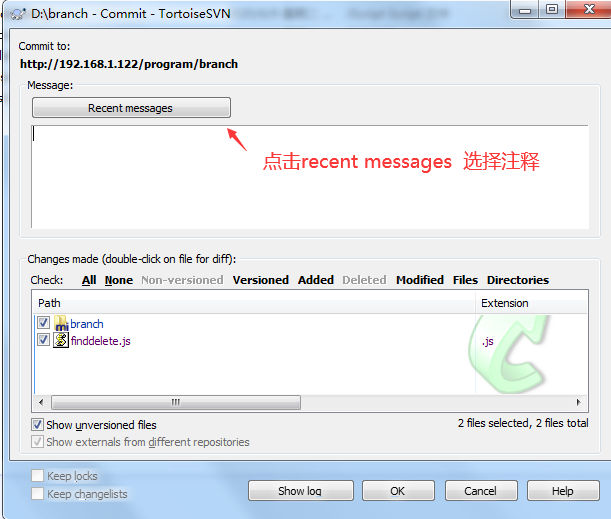 D:\branch - Commit - TortoiseSVN
Commit to:
http://192.168.1.122/program/branch
Message:
Recent messages
点击recent messages 选择注释
Changes made (double-click on file for diff):
Check: All None Non-versioned Versioned Added Deleted Modified Files Directories
Path Extension
branch
finddelete.js .js
Show unversioned files 2 files selected, 2 files total
Show externals from different repositories
Keep locks
Keep changelists
Show log OK Cancel Help